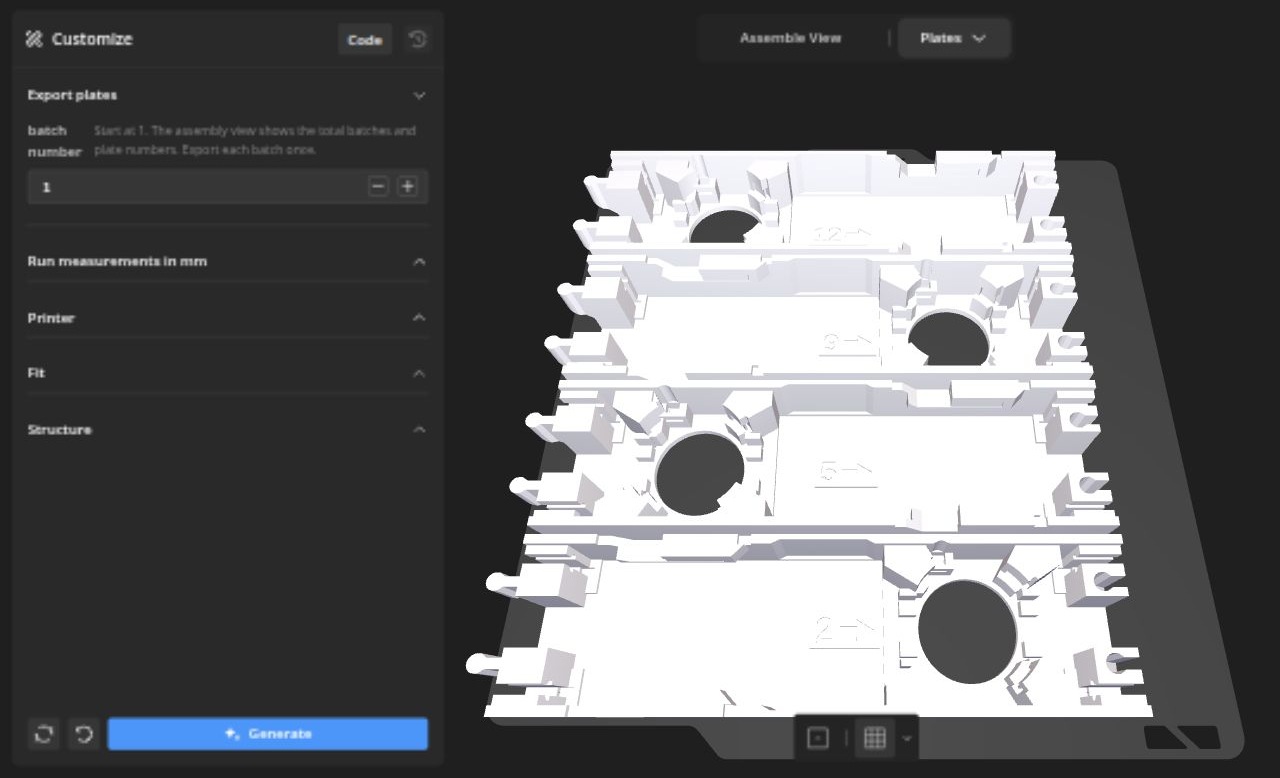 Customize
Code
Export plates
batch number
Start at 1. The assembly view shows the total batches and
plate numbers. Export each batch once.
1
Run measurements in mm
Printer
Fit
Structure
Generate
Assemble View
Plates
12
9
5
2